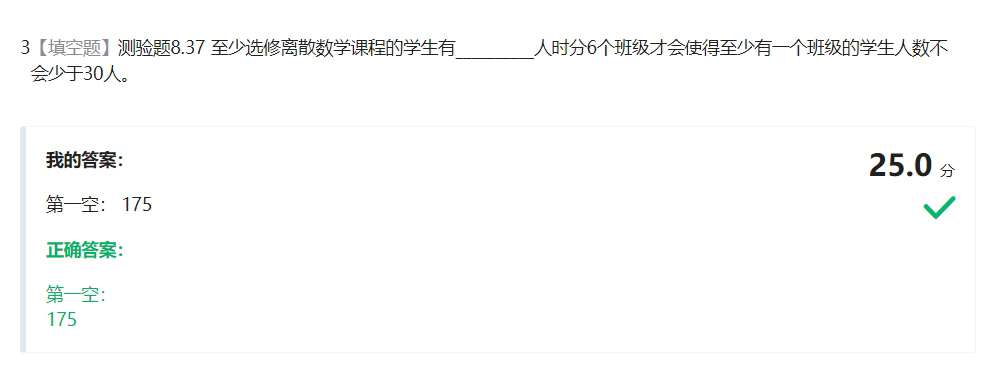 3【填空题】测验题8.37 至少选修离散数学课程的学生有_________人时分6个班级才会使得至少有一个班级的学生人数不
会少于30人。
我的答案：
25.0 分
第一空： 175
正确答案：
第一空：
175